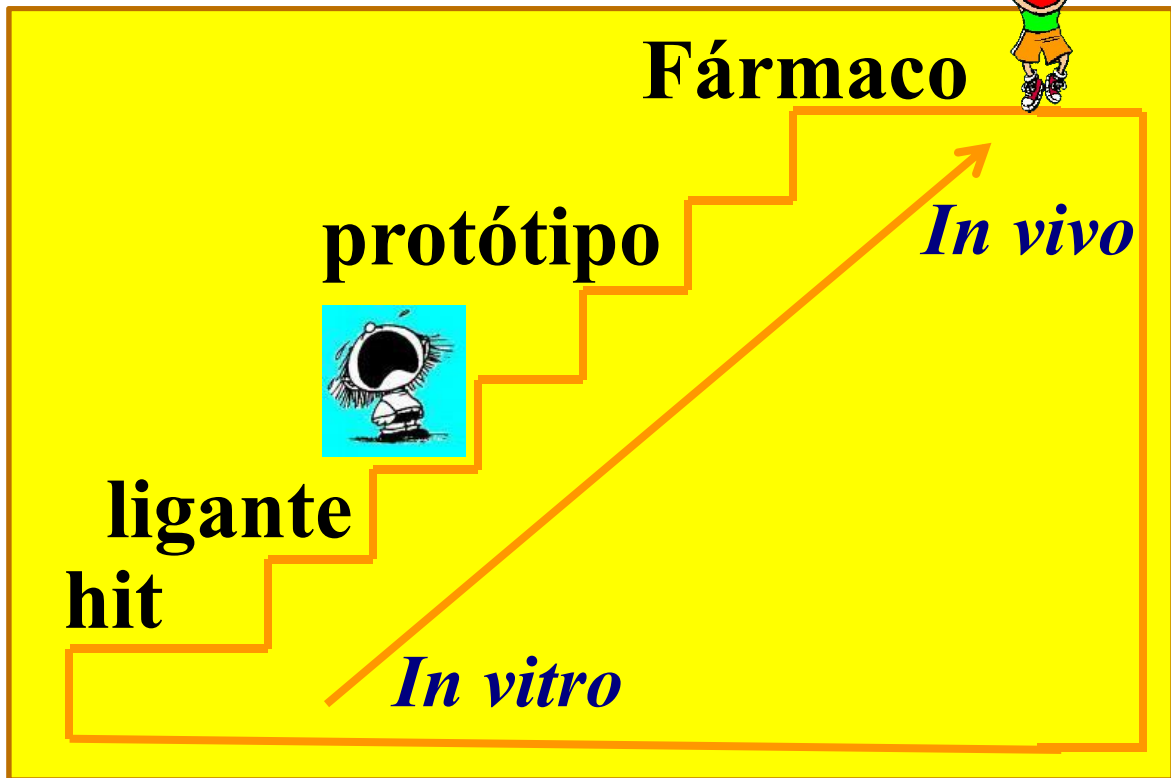 Fármaco
protótipo
In vivo
ligante
hit
In vitro